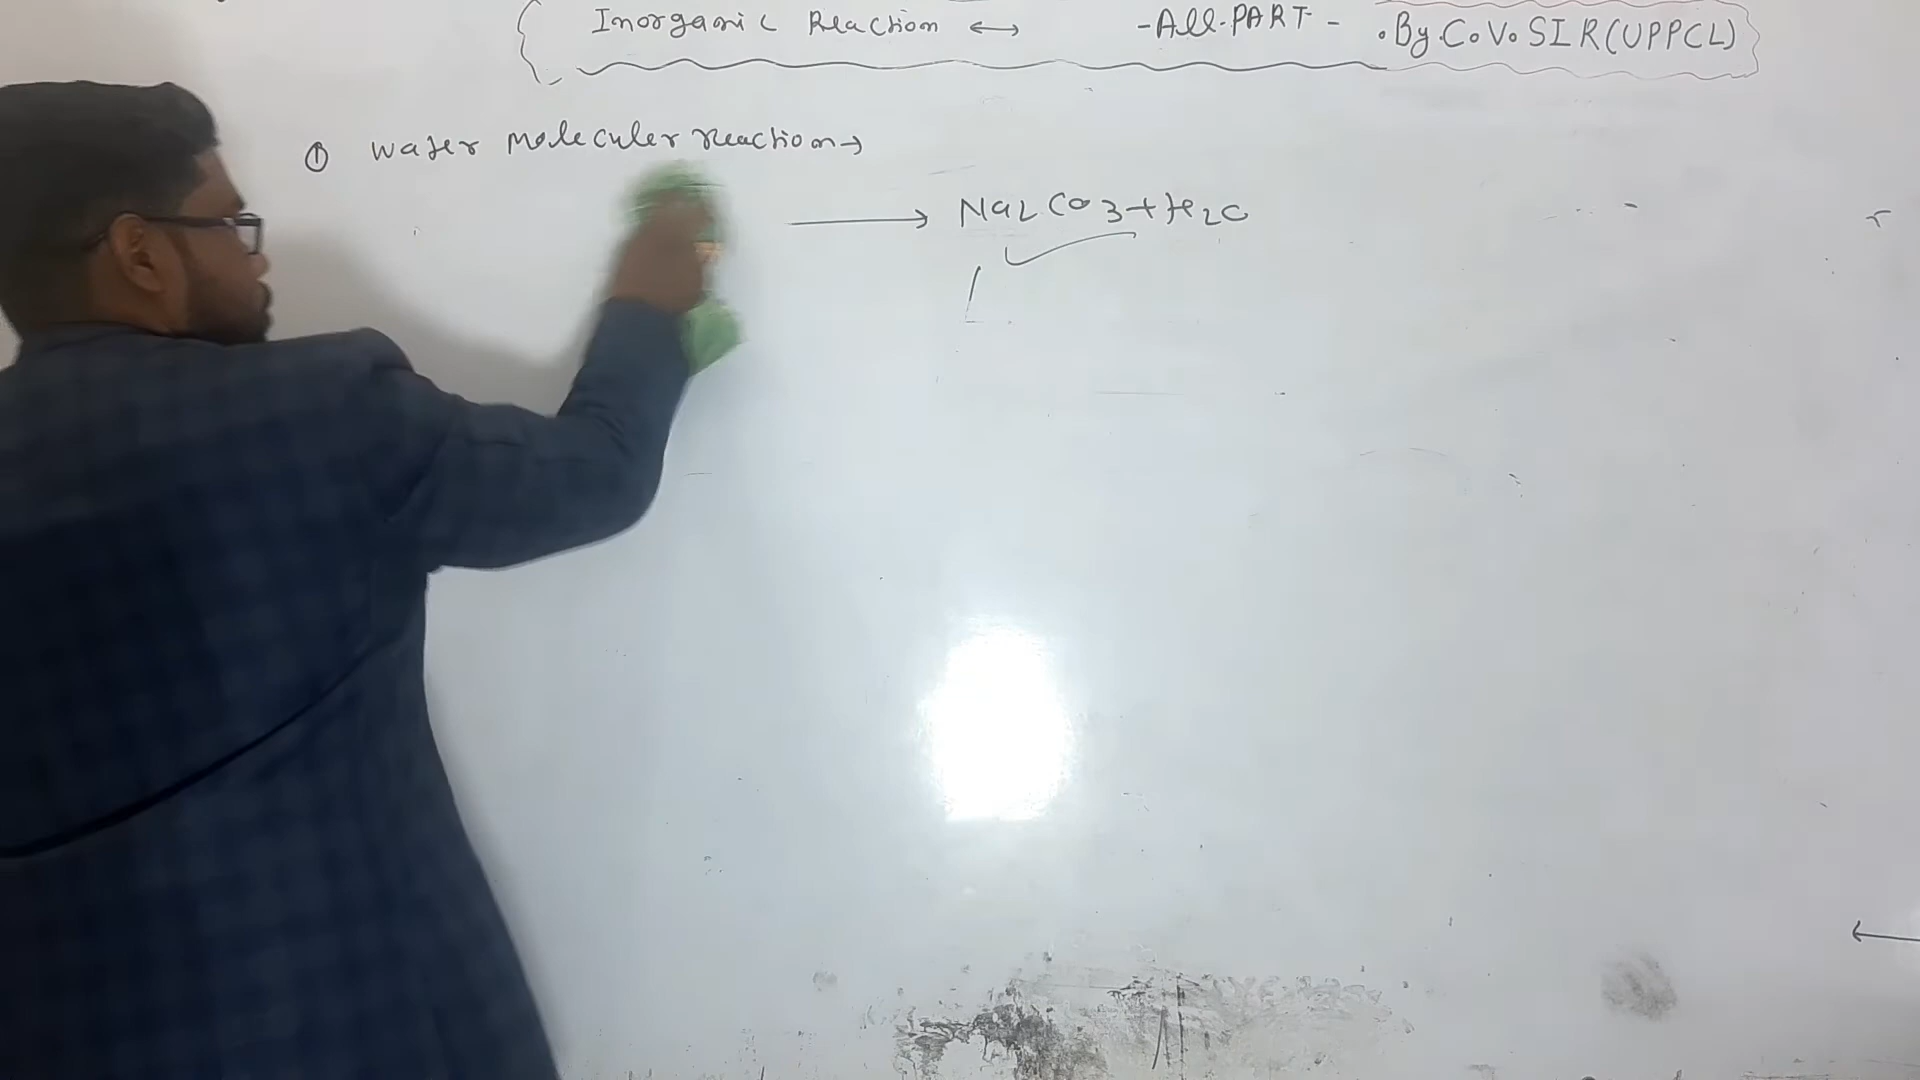 Inorganic Reaction ↔ -All.PART- .By.C.V.SIR(UPPCL)
① Water Moleculer reaction→
→ Na2Co3+H2O